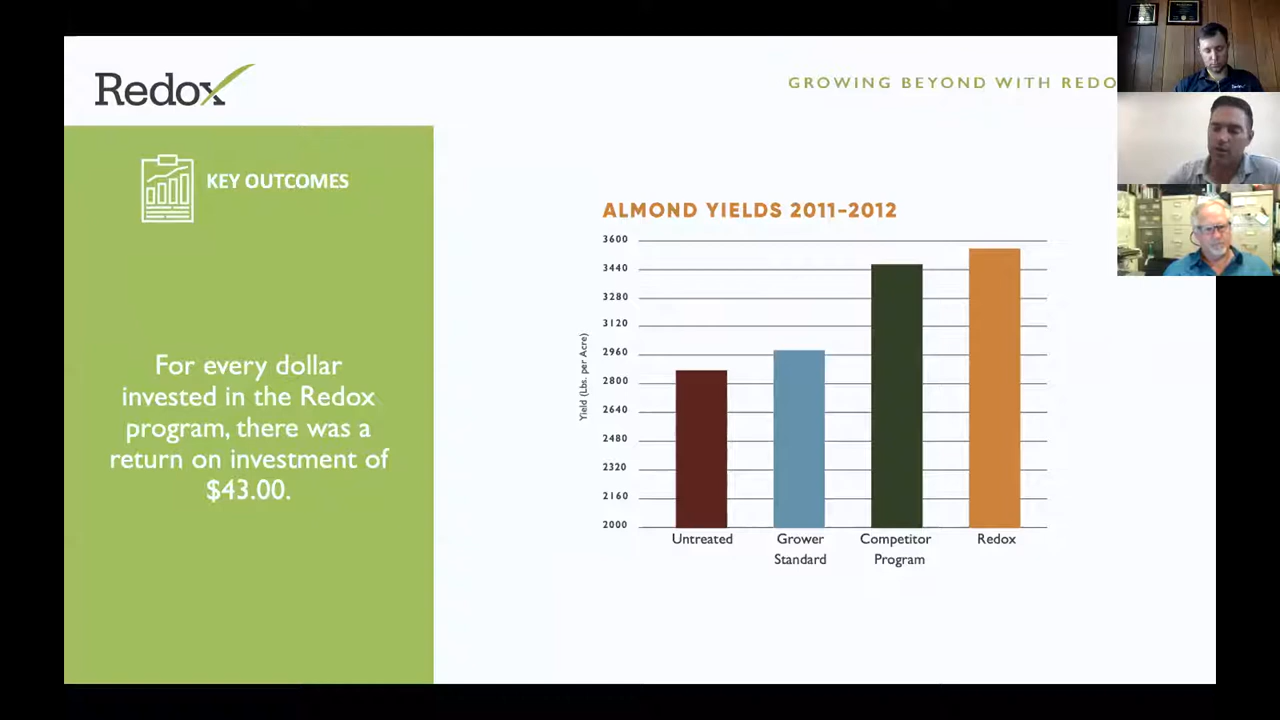 Redox
GROWING BEYOND WITH REDO
KEY OUTCOMES
For every dollar
invested in the Redox
program, there was a
return on investment of
$43.00.
ALMOND YIELDS 2011-2012
Yield (Lbs. per Acre)
3600
3440
3280
3120
2960
2800
2640
2480
2320
2160
2000
Untreated
Grower
Standard
Competitor
Program
Redox